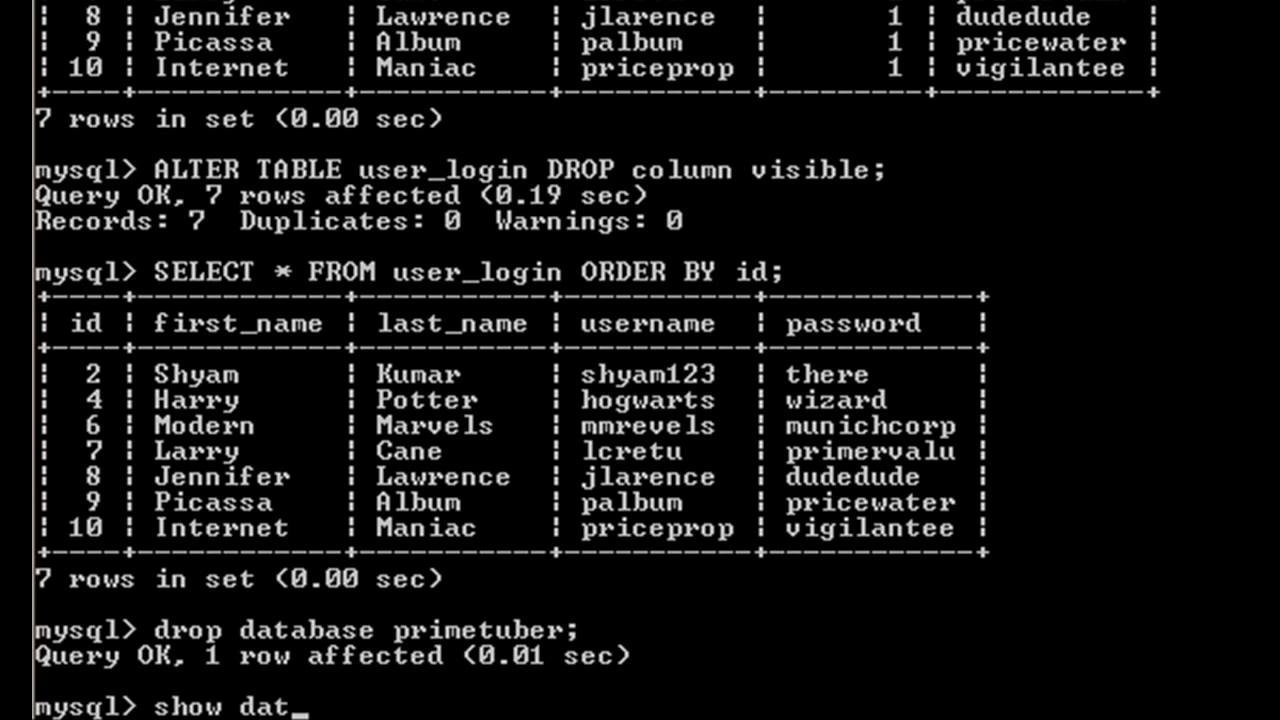 ¦  8 ¦ Jennifer   ¦ Lawrence  ¦ jlarence  ¦       1 ¦ dudedude   ¦
¦  9 ¦ Picassa    ¦ Album     ¦ palbum    ¦       1 ¦ pricewater ¦
¦ 10 ¦ Internet   ¦ Maniac    ¦ priceprop ¦       1 ¦ vigilantee ¦
+----+------------+-----------+-----------+---------+------------+
7 rows in set (0.00 sec)
mysql> ALTER TABLE user_login DROP column visible;
Query OK, 7 rows affected (0.19 sec)
Records: 7  Duplicates: 0  Warnings: 0
mysql> SELECT * FROM user_login ORDER BY id;
+----+------------+-----------+-----------+------------+
¦ id ¦ first_name ¦ last_name ¦ username  ¦ password   ¦
+----+------------+-----------+-----------+------------+
¦  2 ¦ Shyam      ¦ Kumar     ¦ shyam123  ¦ there      ¦
¦  4 ¦ Harry      ¦ Potter    ¦ hogwarts  ¦ wizard     ¦
¦  6 ¦ Modern     ¦ Marvels   ¦ mmrevels  ¦ munichcorp ¦
¦  7 ¦ Larry      ¦ Cane      ¦ lcretu    ¦ primervalu ¦
¦  8 ¦ Jennifer   ¦ Lawrence  ¦ jlarence  ¦ dudedude   ¦
¦  9 ¦ Picassa    ¦ Album     ¦ palbum    ¦ pricewater ¦
¦ 10 ¦ Internet   ¦ Maniac    ¦ priceprop ¦ vigilantee ¦
+----+------------+-----------+-----------+------------+
7 rows in set (0.00 sec)
mysql> drop database primetuber;
Query OK, 1 row affected (0.01 sec)
mysql> show dat_